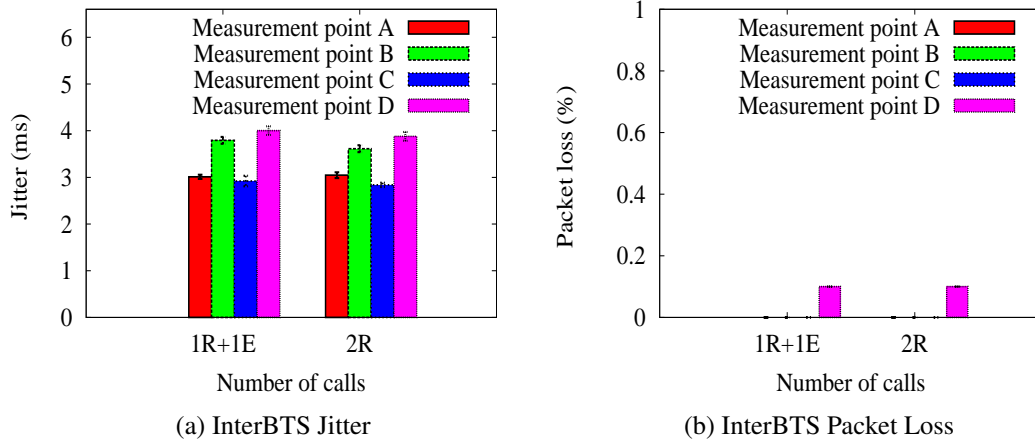 6
5
4
3
2
1
0
Jitter (ms)
Measurement point A
Measurement point B
Measurement point C
Measurement point D
1R+1E 2R
Number of calls
(a) InterBTS Jitter
1
0.8
0.6
0.4
0.2
0
Packet loss (%)
Measurement point A
Measurement point B
Measurement point C
Measurement point D
1R+1E 2R
Number of calls
(b) InterBTS Packet Loss